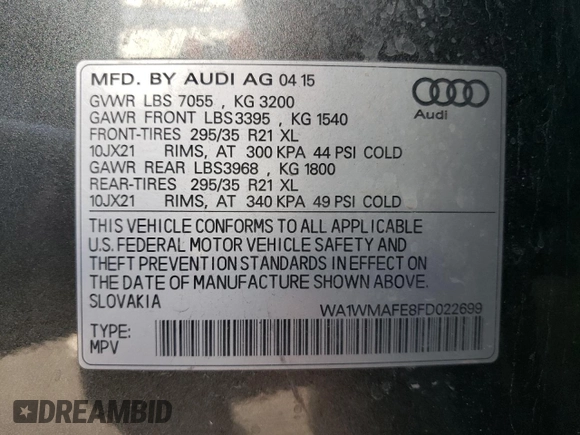 MFD. BY AUDI AG 04 15
GVWR LBS 7055 , KG 3200
GAWR FRONT LBS3395 , KG 1540
FRONT-TIRES 295/35 R21 XL
10JX21 RIMS, AT 300 KPA 44 PSI COLD
GAWR REAR LBS3968 , KG 1800
REAR-TIRES 295/35 R21 XL
10JX21 RIMS, AT 340 KPA 49 PSI COLD
Audi
THIS VEHICLE CONFORMS TO ALL APPLICABLE
U.S. FEDERAL MOTOR VEHICLE SAFETY AND
THEFT PREVENTION STANDARDS IN EFFECT ON
THE DATE OF MANUFACTURE SHOWN ABOVE.
SLOVAKIA
WA1WMAFE8FD022699
TYPE:
MPV
DREAMBID